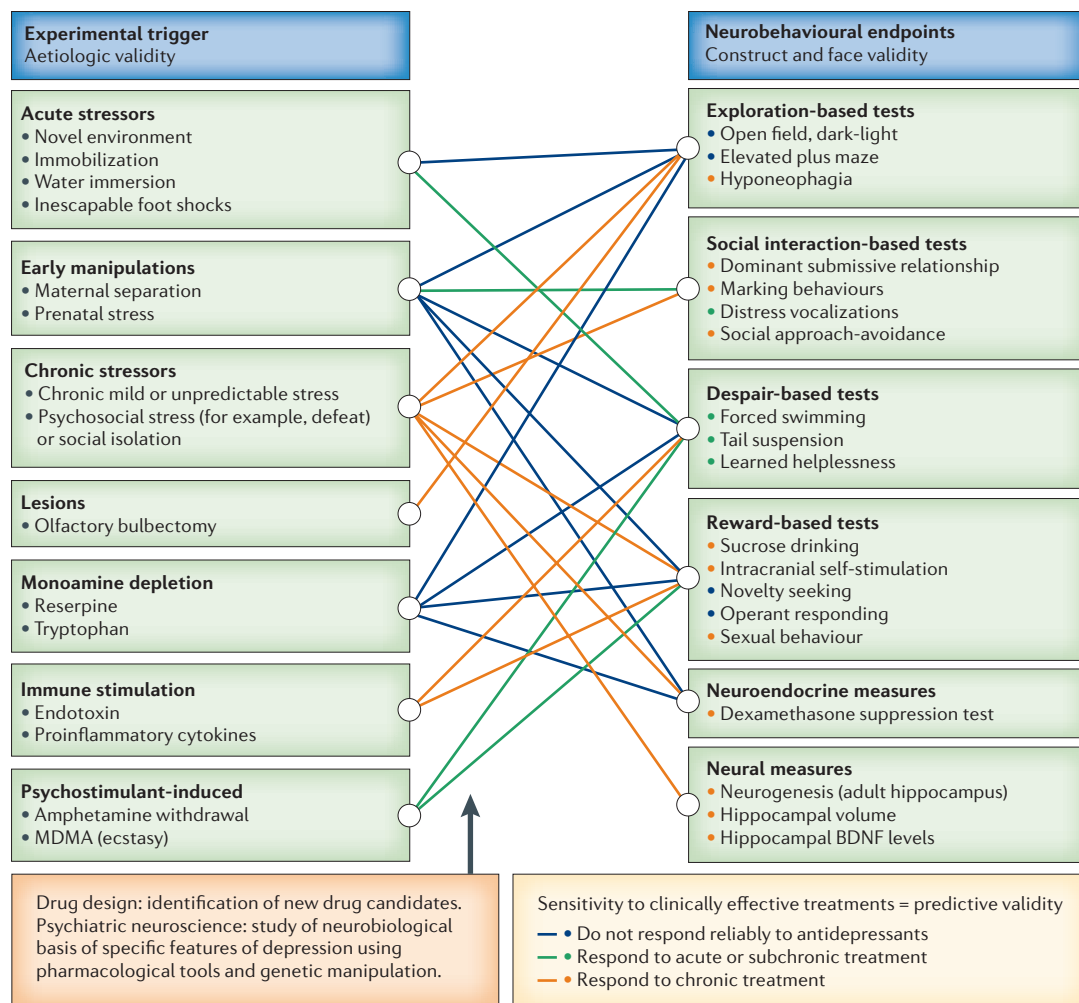 Experimental trigger
Aetiologic validity
Acute stressors
• Novel environment
• Immobilization
• Water immersion
• Inescapable foot shocks
Early manipulations
• Maternal separation
• Prenatal stress
Chronic stressors
• Chronic mild or unpredictable stress
• Psychosocial stress (for example, defeat)
or social isolation
Lesions
• Olfactory bulbectomy
Monoamine depletion
• Reserpine
• Tryptophan
Immune stimulation
• Endotoxin
• Proinflammatory cytokines
Psychostimulant-induced
• Amphetamine withdrawal
• MDMA (ecstasy)
Neurobehavioural endpoints
Construct and face validity
Exploration-based tests
• Open field, dark-light
• Elevated plus maze
• Hyponeophagia
Social interaction-based tests
• Dominant submissive relationship
• Marking behaviours
• Distress vocalizations
• Social approach-avoidance
Despair-based tests
• Forced swimming
• Tail suspension
• Learned helplessness
Reward-based tests
• Sucrose drinking
• Intracranial self-stimulation
• Novelty seeking
• Operant responding
• Sexual behaviour
Neuroendocrine measures
• Dexamethasone suppression test
Neural measures
• Neurogenesis (adult hippocampus)
• Hippocampal volume
• Hippocampal BDNF levels
Drug design: identification of new drug candidates.
Psychiatric neuroscience: study of neurobiological
basis of specific features of depression using
pharmacological tools and genetic manipulation.
Sensitivity to clinically effective treatments = predictive validity
— • Do not respond reliably to antidepressants
— • Respond to acute or subchronic treatment
— • Respond to chronic treatment